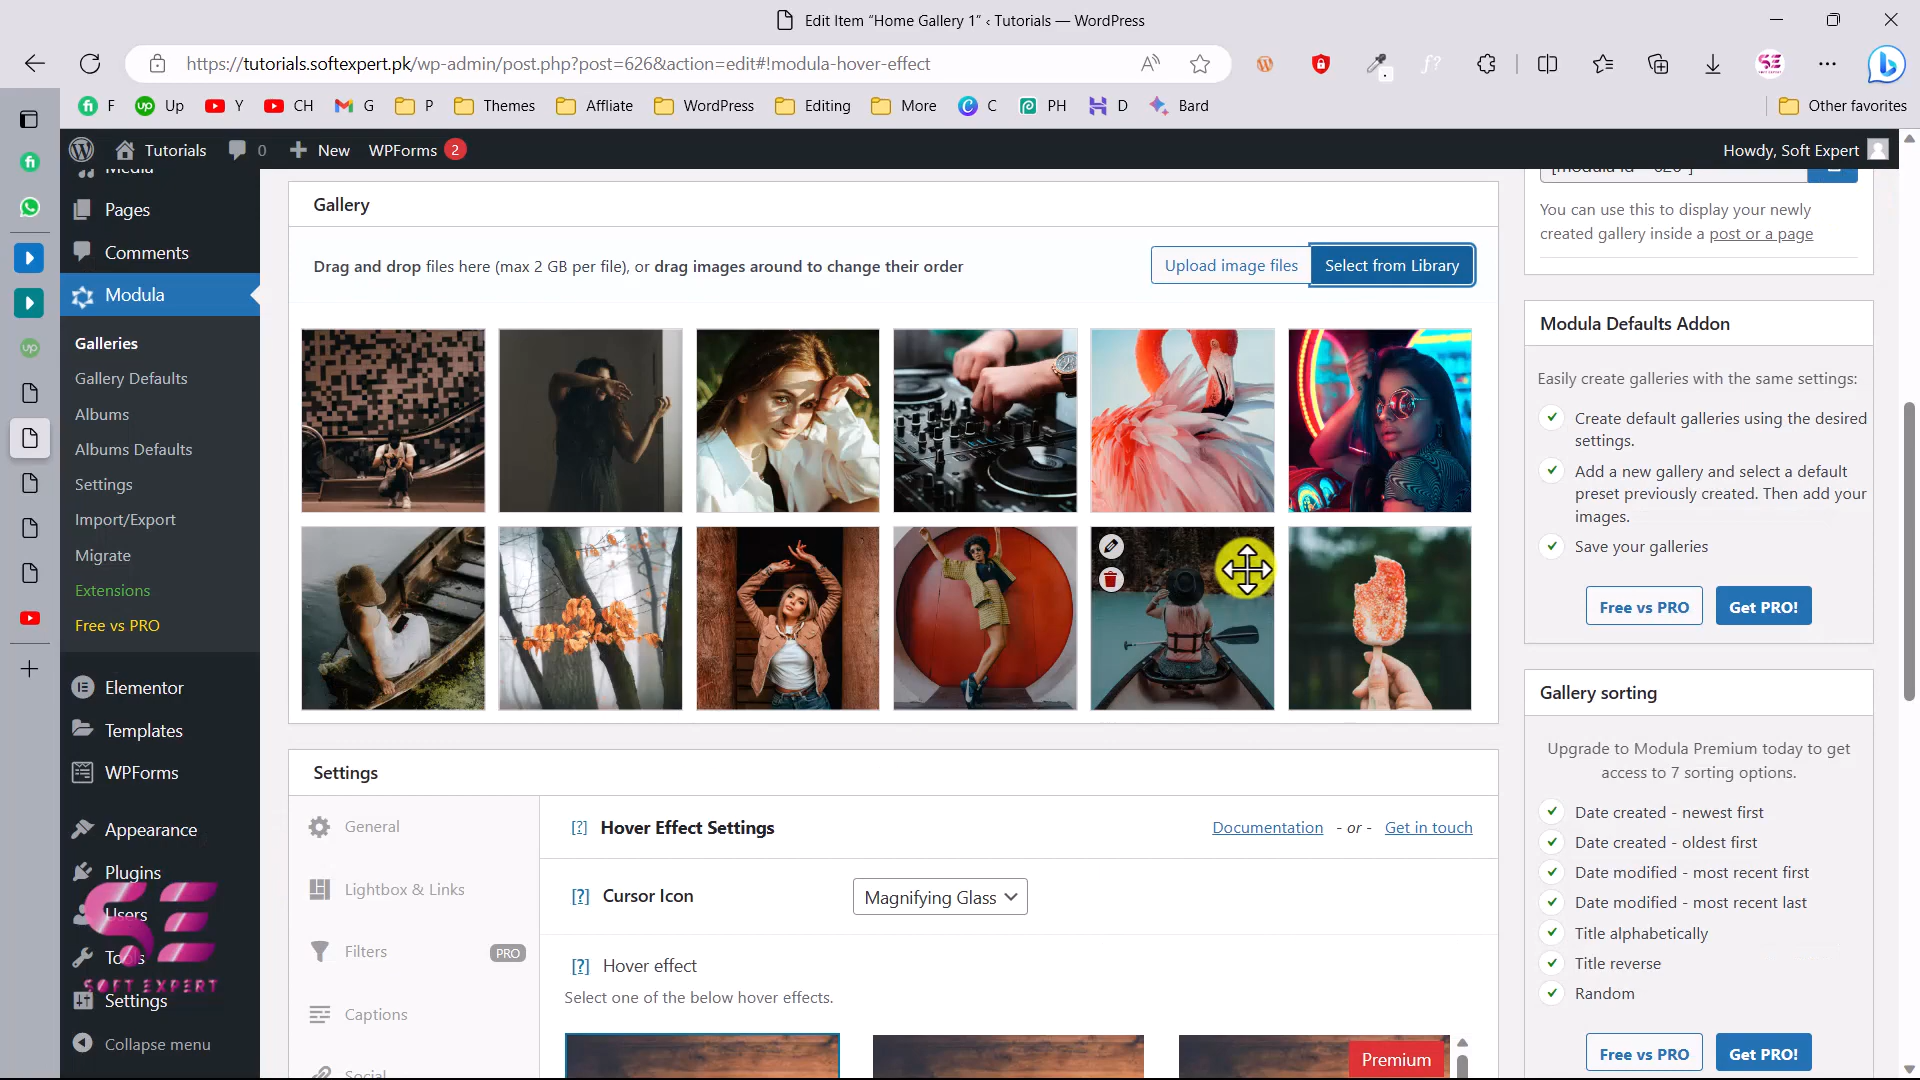 Edit Item “Home Gallery 1” ‹ Tutorials — WordPress
https://tutorials.softexpert.pk/wp-admin/post.php?post=626&action=edit#!modula-hover-effect
F
Up
Y
CH
G
P
Themes
Affliate
WordPress
Editing
More
C
PH
D
Bard
Other favorites
Tutorials
0
New
WPForms 2
Howdy, Soft Expert
Media
Pages
Comments
Modula
Galleries
Gallery Defaults
Albums
Albums Defaults
Settings
Import/Export
Migrate
Extensions
Free vs PRO
Elementor
Templates
WPForms
Appearance
Plugins
Users
Tools
Settings
Collapse menu
SE
SOFT EXPERT
Gallery
Drag and drop files here (max 2 GB per file), or drag images around to change their order
Upload image files
Select from Library
Settings
General
Lightbox & Links
Filters PRO
Captions
Social
[?] Hover Effect Settings
Documentation - or - Get in touch
[?] Cursor Icon
Magnifying Glass
[?] Hover effect
Select one of the below hover effects.
Premium
You can use this to display your newly
created gallery inside a post or a page
Modula Defaults Addon
Easily create galleries with the same settings:
Create default galleries using the desired
settings.
Add a new gallery and select a default
preset previously created. Then add your
images.
Save your galleries
Free vs PRO
Get PRO!
Gallery sorting
Upgrade to Modula Premium today to get
access to 7 sorting options.
Date created - newest first
Date created - oldest first
Date modified - most recent first
Date modified - most recent last
Title alphabetically
Title reverse
Random
Free vs PRO
Get PRO!